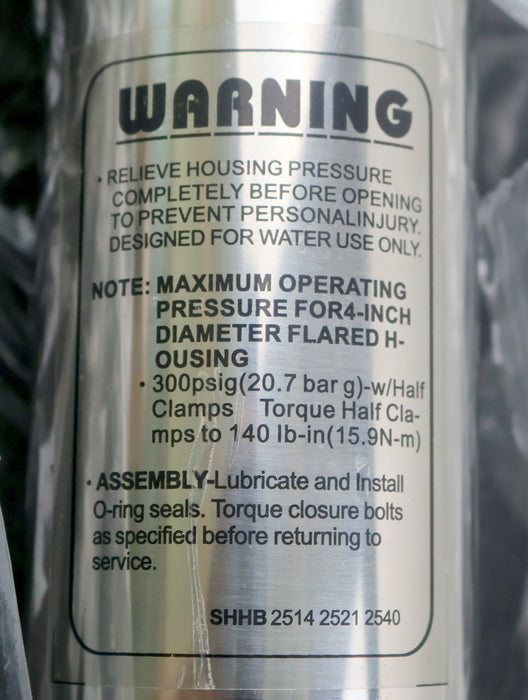 WARNING
· RELIEVE HOUSING PRESSURE
COMPLETELY BEFORE OPENING
TO PREVENT PERSONALINJURY.
DESIGNED FOR WATER USE ONLY.
NOTE: MAXIMUM OPERATING
PRESSURE FOR4-INCH
DIAMETER FLARED H-
OUSING
· 300psig(20.7 bar g)-w/Half
Clamps Torque Half Cla-
mps to 140 lb-in(15.9N-m)
· ASSEMBLY-Lubricate and Install
O-ring seals. Torque closure bolts
as specified before returning to
service.
SHHB 2514 2521 2540